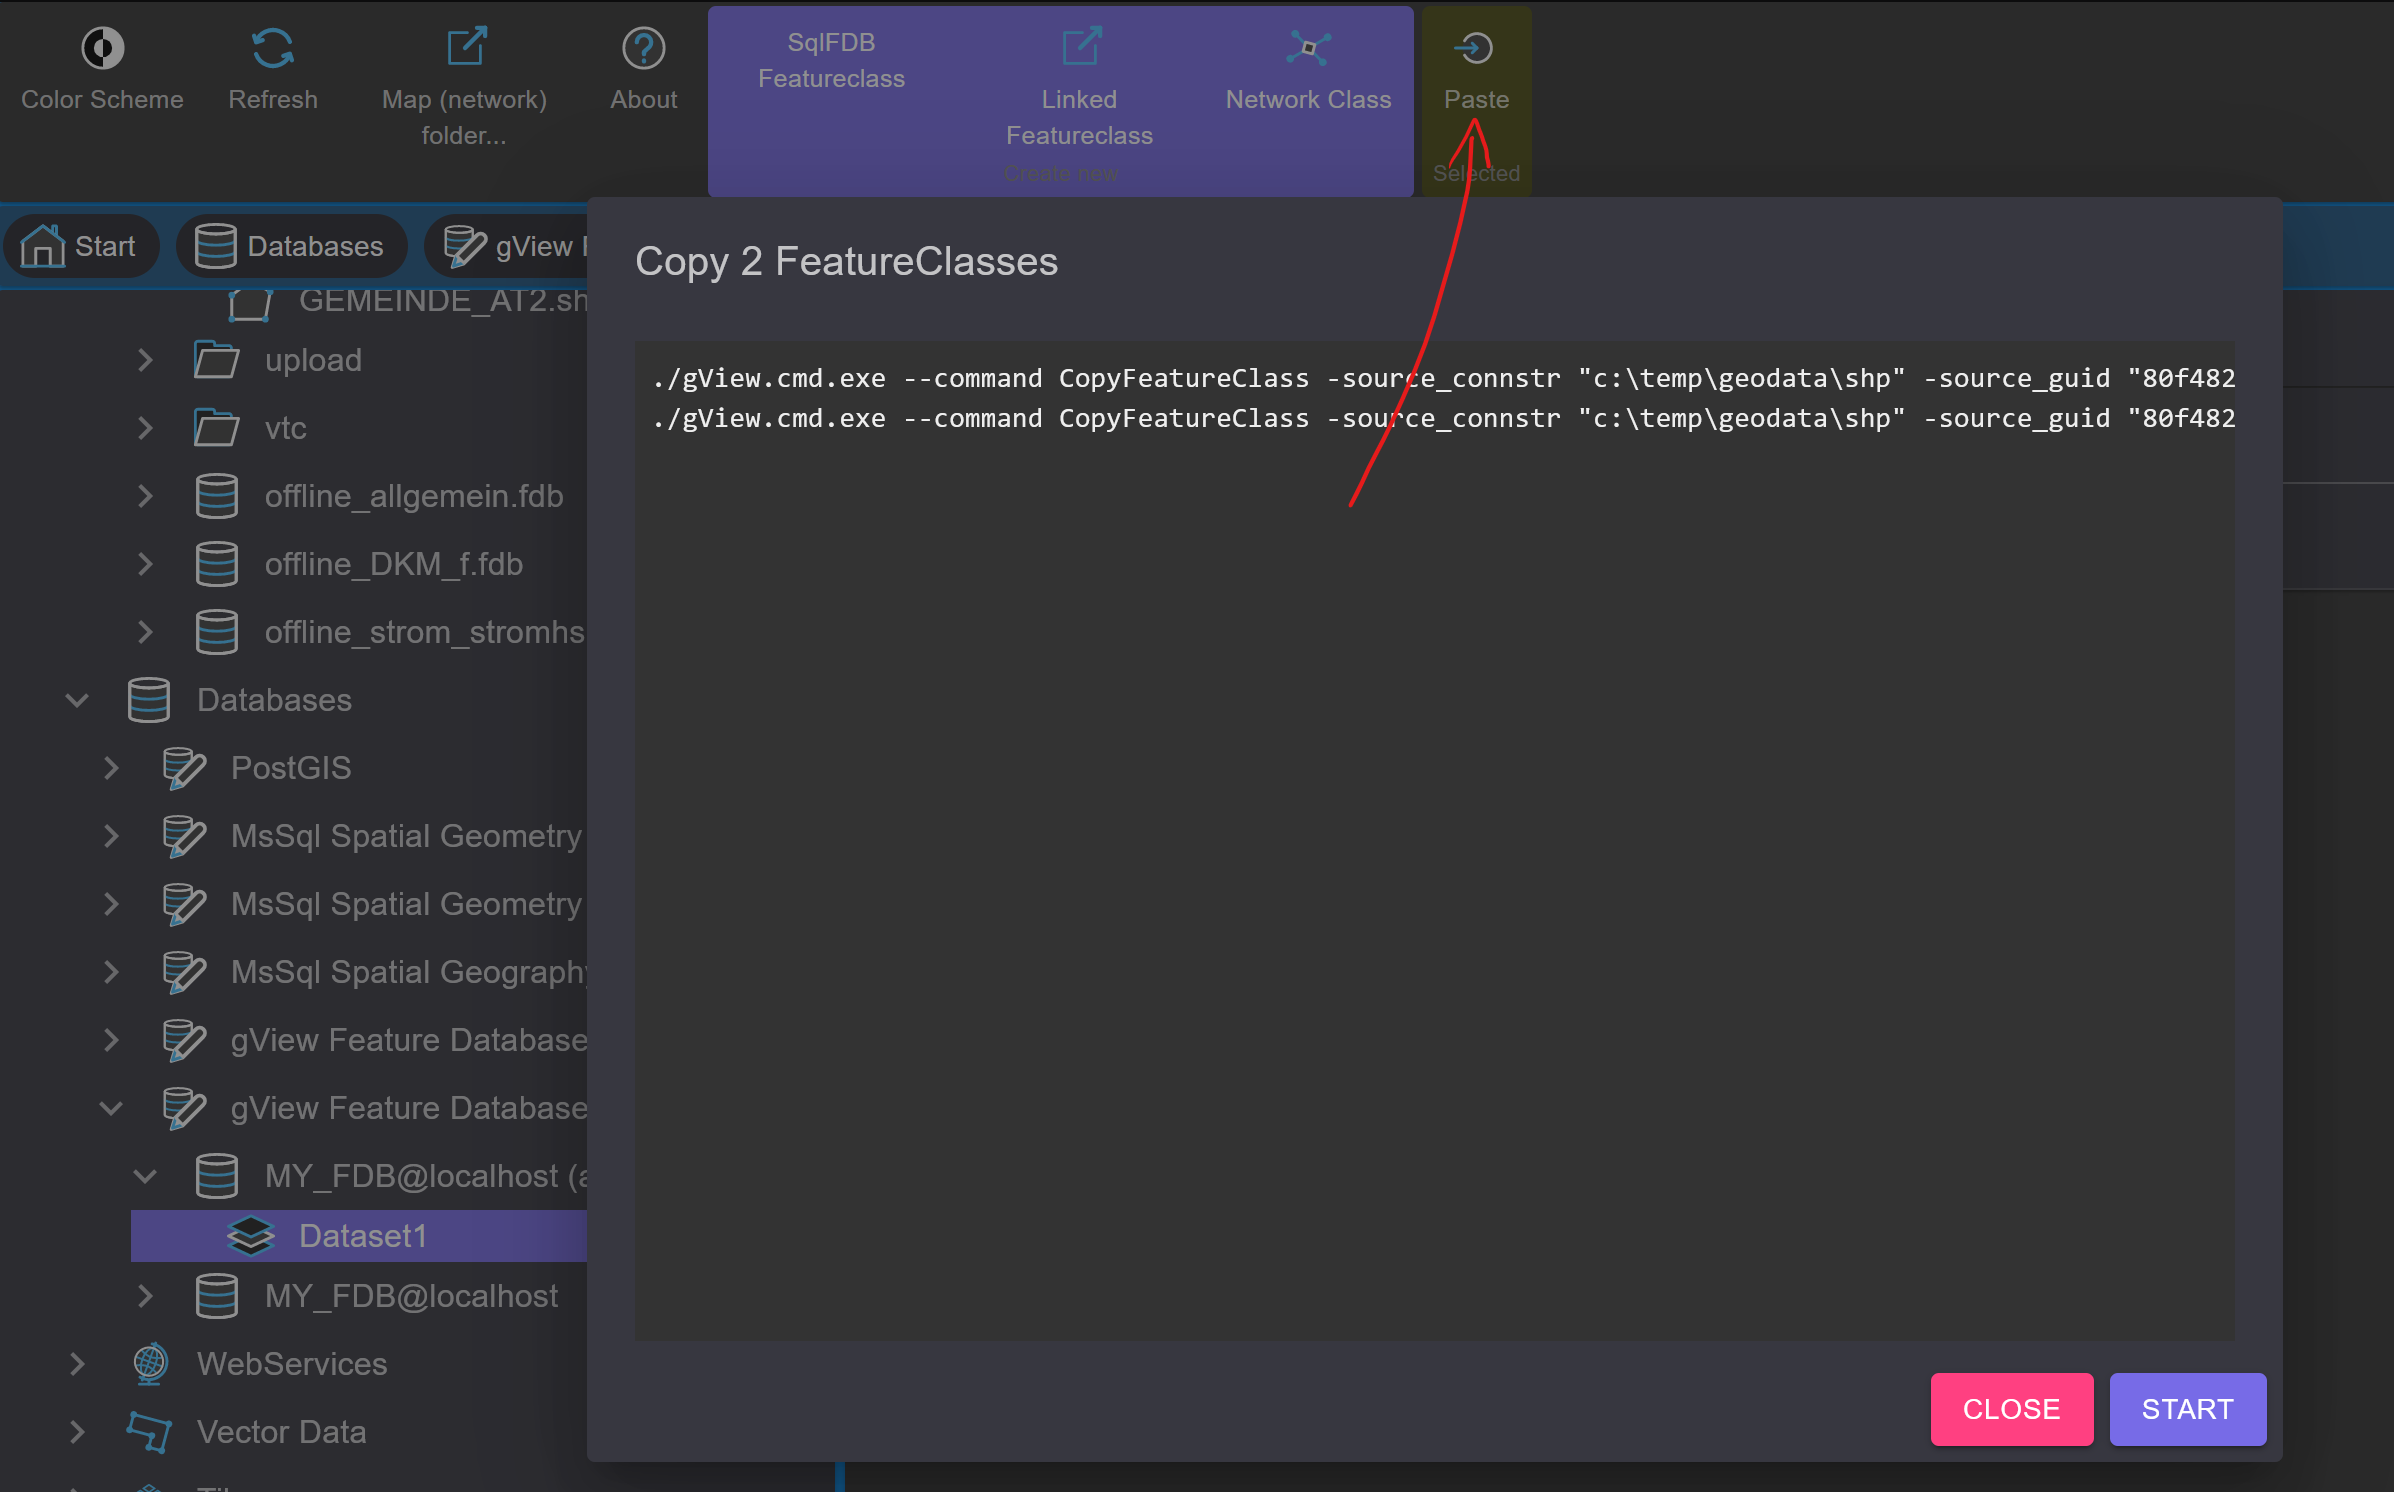 Color Scheme
Refresh
Map (network)
folder...
About
SqlFDB
Featureclass
Linked
Featureclass
Network Class
Create new
Paste
Selected
Start
Databases
gView
GEMEINDE_AT2.sh
upload
vtc
offline_allgemein.fdb
offline_DKM_f.fdb
offline_strom_stromhs
Databases
PostGIS
MsSql Spatial Geometry
MsSql Spatial Geometry
MsSql Spatial Geography
gView Feature Database
gView Feature Database
MY_FDB@localhost (a
Dataset1
MY_FDB@localhost
WebServices
Vector Data
Copy 2 FeatureClasses
./gView.cmd.exe --command CopyFeatureClass -source_connstr "c:\temp\geodata\shp" -source_guid "80f482
./gView.cmd.exe --command CopyFeatureClass -source_connstr "c:\temp\geodata\shp" -source_guid "80f482
CLOSE
START